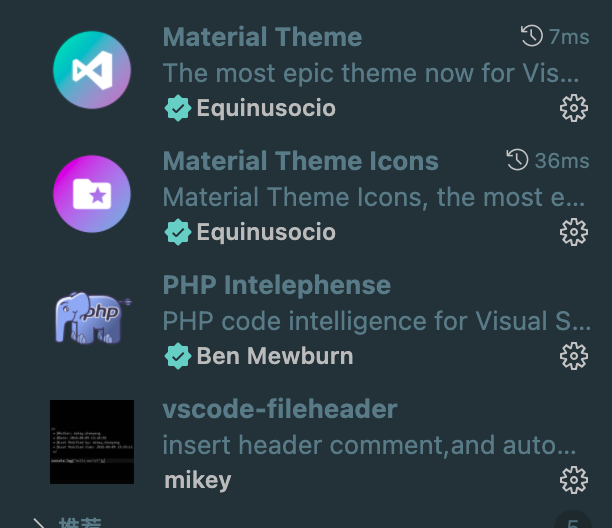 Material Theme
7ms
The most epic theme now for Vis...
Equinusocio
Material Theme Icons
36ms
Material Theme Icons, the most e...
Equinusocio
php
PHP Intelephense
PHP code intelligence for Visual S...
Ben Mewburn
vscode-fileheader
insert header comment,and auto...
mikey
推荐
5